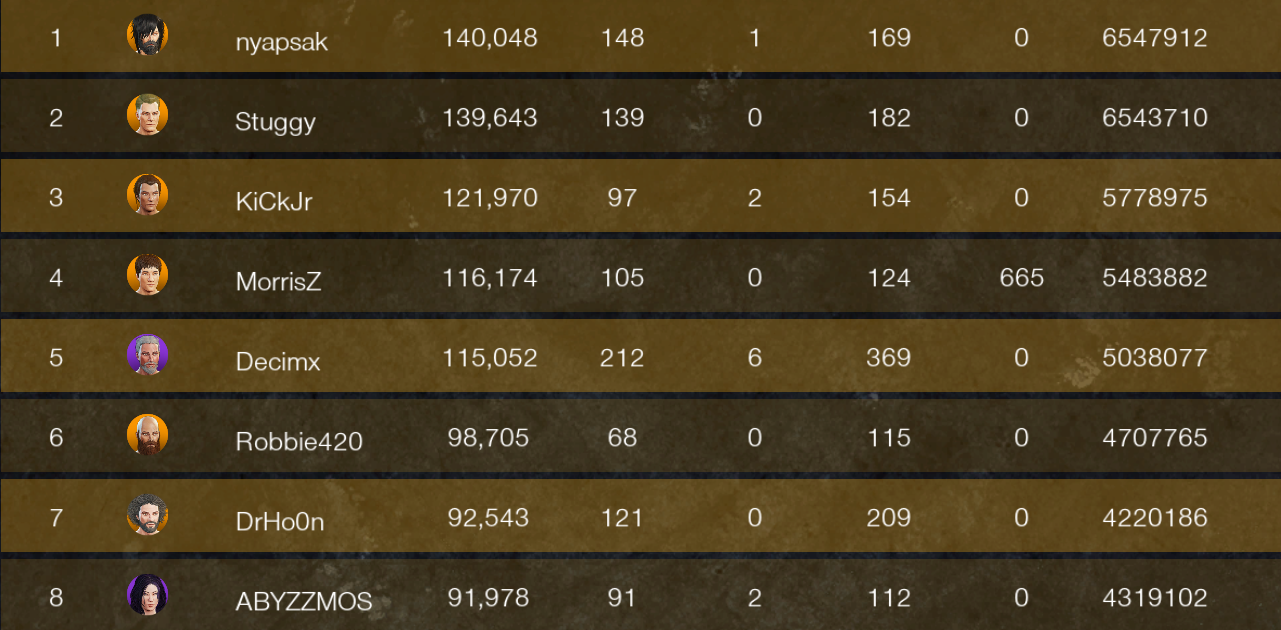 1 nyapsak 140,048 148 1 169 0 6547912
2 Stuggy 139,643 139 0 182 0 6543710
3 KiCkJr 121,970 97 2 154 0 5778975
4 MorrisZ 116,174 105 0 124 665 5483882
5 Decimx 115,052 212 6 369 0 5038077
6 Robbie420 98,705 68 0 115 0 4707765
7 DrHo0n 92,543 121 0 209 0 4220186
8 ABYZZMOS 91,978 91 2 112 0 4319102